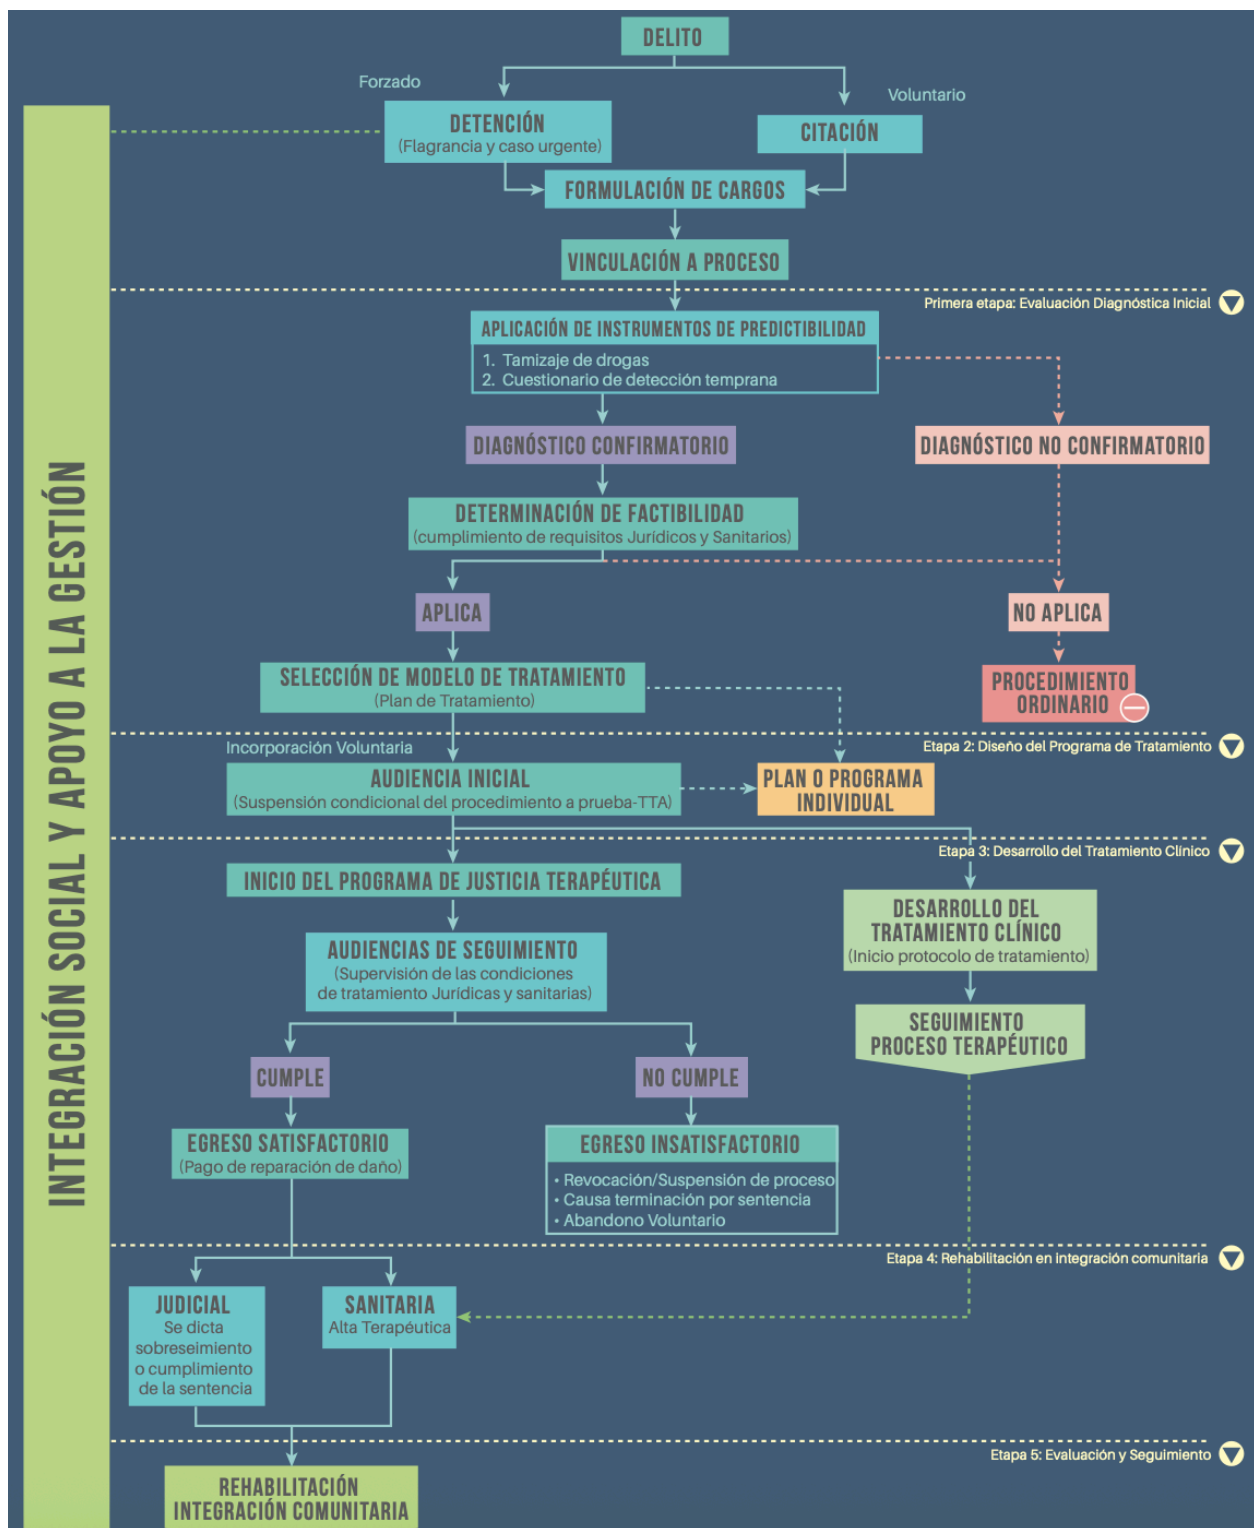 DELITO
Forzado
Voluntario
DETENCIÓN
(Flagrancia y caso urgente)
CITACIÓN
FORMULACIÓN DE CARGOS
VINCULACIÓN A PROCESO
Primera etapa: Evaluación Diagnóstica Inicial
APLICACIÓN DE INSTRUMENTOS DE PREDICTIBILIDAD
1. Tamizaje de drogas
2. Cuestionario de detección temprana
DIAGNÓSTICO CONFIRMATORIO
DIAGNÓSTICO NO CONFIRMATORIO
DETERMINACIÓN DE FACTIBILIDAD
(cumplimiento de requisitos Jurídicos y Sanitarios)
APLICA
NO APLICA
SELECCIÓN DE MODELO DE TRATAMIENTO
(Plan de Tratamiento)
PROCEDIMIENTO
ORDINARIO
Incorporación Voluntaria
Etapa 2: Diseño del Programa de Tratamiento
AUDIENCIA INICIAL
(Suspensión condicional del procedimiento a prueba-TTA)
PLAN O PROGRAMA
INDIVIDUAL
Etapa 3: Desarrollo del Tratamiento Clínico
INICIO DEL PROGRAMA DE JUSTICIA TERAPÉUTICA
DESARROLLO DEL
TRATAMIENTO CLÍNICO
(Inicio protocolo de tratamiento)
AUDIENCIAS DE SEGUIMIENTO
(Supervisión de las condiciones
de tratamiento Jurídicas y sanitarias)
SEGUIMIENTO
PROCESO TERAPÉUTICO
CUMPLE
NO CUMPLE
EGRESO SATISFACTORIO
(Pago de reparación de daño)
EGRESO INSATISFACTORIO
• Revocación/Suspensión de proceso
• Causa terminación por sentencia
• Abandono Voluntario
Etapa 4: Rehabilitación en integración comunitaria
JUDICIAL
Se dicta
sobreseimiento
o cumplimiento
de la sentencia
SANITARIA
Alta Terapéutica
Etapa 5: Evaluación y Seguimiento
REHABILITACIÓN
INTEGRACIÓN COMUNITARIA
INTEGRACIÓN SOCIAL Y APOYO A LA GESTIÓN